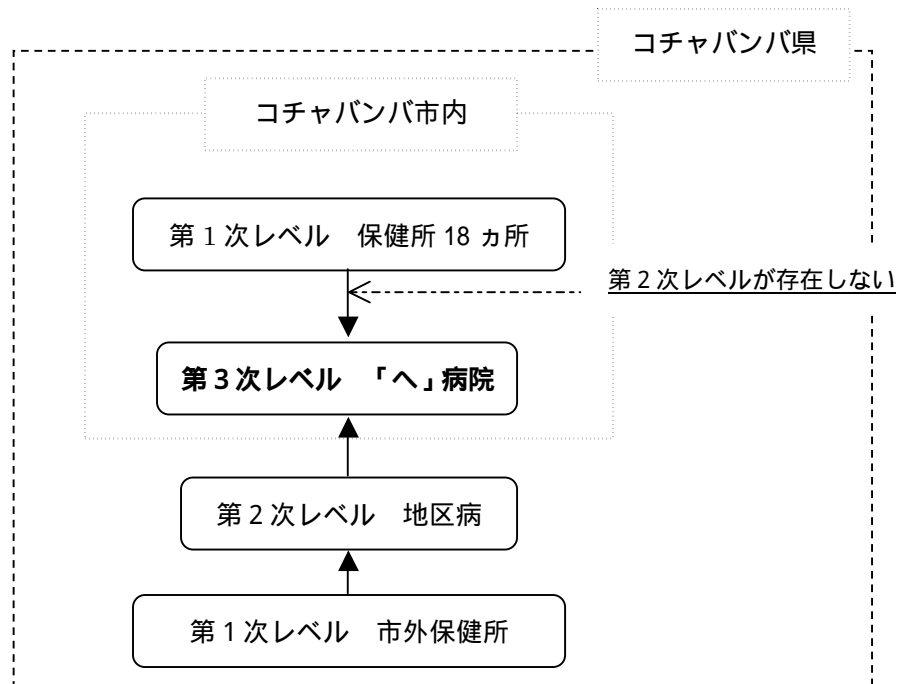 コチャバンバ県
コチャバンバ市内
第１次レベル　保健所 18 ヵ所
第２次レベルが存在しない
第３次レベル　「ヘ」病院
第２次レベル　地区病
第１次レベル　市外保健所